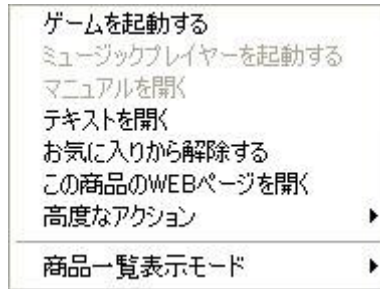 ゲームを起動する
ミュージックプレイヤーを起動する
マニュアルを開く
テキストを開く
お気に入りから解除する
この商品のWEBページを開く
高度なアクション
商品一覧表示モード